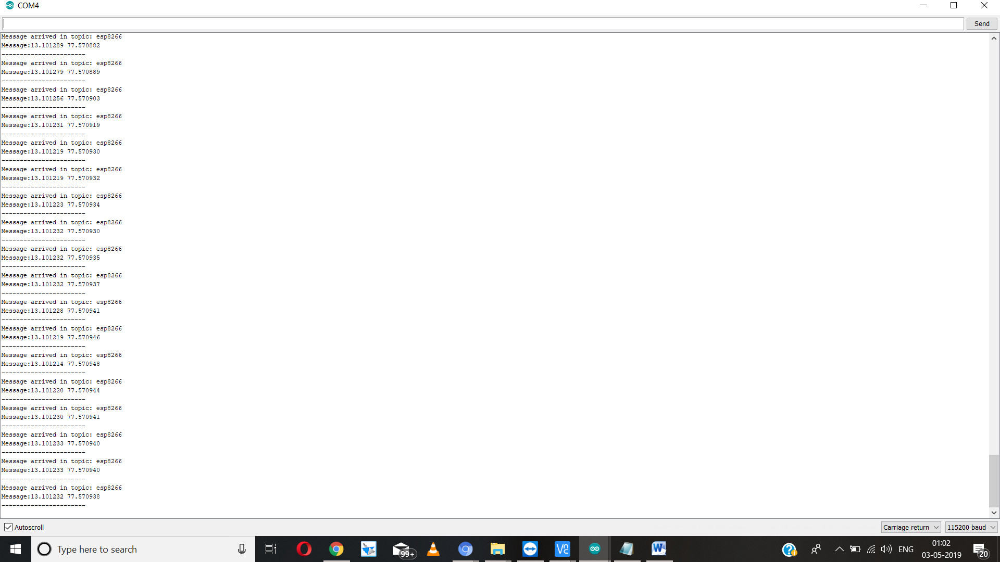 COM4
Send
Message arrived in topic: esp8266
Message:13.101289 77.570882
-----------------------
Message arrived in topic: esp8266
Message:13.101279 77.570889
-----------------------
Message arrived in topic: esp8266
Message:13.101256 77.570903
-----------------------
Message arrived in topic: esp8266
Message:13.101231 77.570919
-----------------------
Message arrived in topic: esp8266
Message:13.101219 77.570930
-----------------------
Message arrived in topic: esp8266
Message:13.101219 77.570932
-----------------------
Message arrived in topic: esp8266
Message:13.101223 77.570934
-----------------------
Message arrived in topic: esp8266
Message:13.101232 77.570930
-----------------------
Message arrived in topic: esp8266
Message:13.101232 77.570935
-----------------------
Message arrived in topic: esp8266
Message:13.101232 77.570937
-----------------------
Message arrived in topic: esp8266
Message:13.101228 77.570941
-----------------------
Message arrived in topic: esp8266
Message:13.101219 77.570946
-----------------------
Message arrived in topic: esp8266
Message:13.101214 77.570948
-----------------------
Message arrived in topic: esp8266
Message:13.101220 77.570944
-----------------------
Message arrived in topic: esp8266
Message:13.101230 77.570941
-----------------------
Message arrived in topic: esp8266
Message:13.101233 77.570940
-----------------------
Message arrived in topic: esp8266
Message:13.101233 77.570940
-----------------------
Message arrived in topic: esp8266
Message:13.101232 77.570938
-----------------------
Autoscroll
Carriage return
115200 baud
Type here to search
99+
ENG
01:02
03-05-2019
20